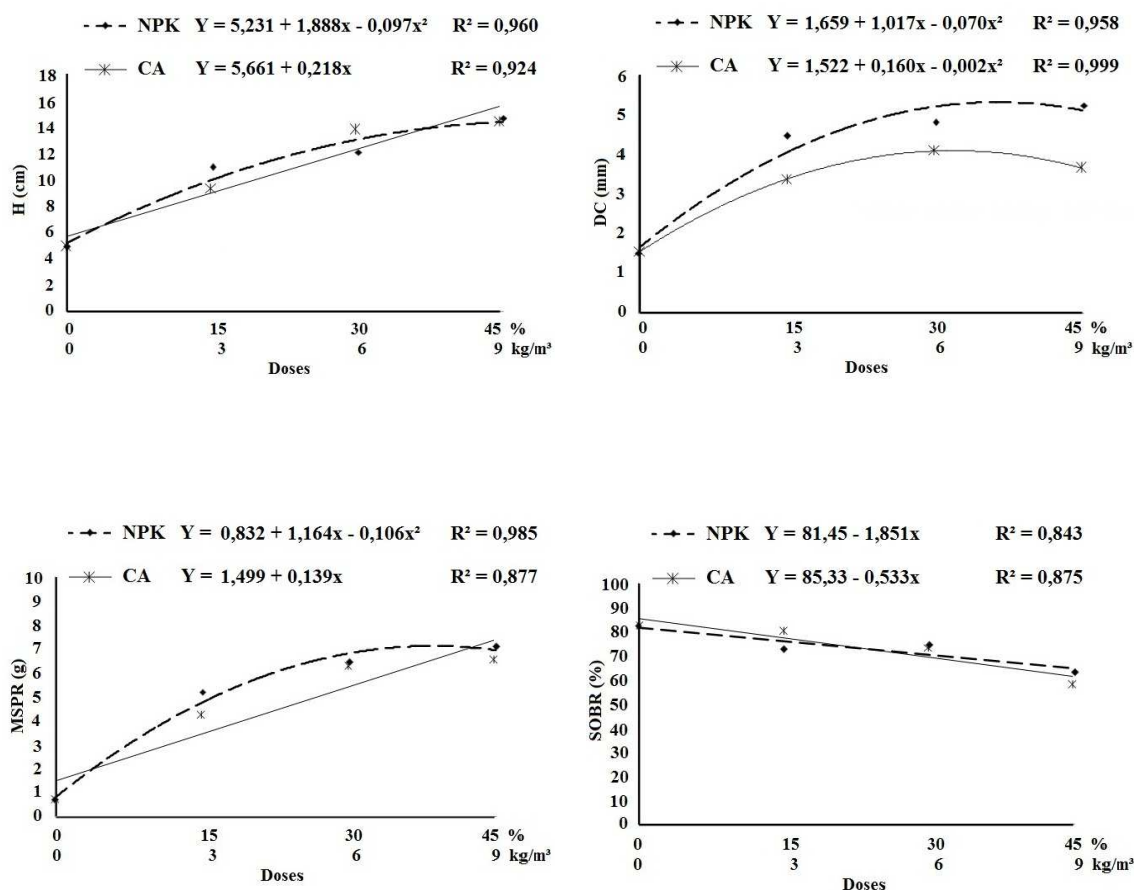 NPK Y = 5,231 + 1,888x - 0,097x² R² = 0,960
CA Y = 5,661 + 0,218x R² = 0,924
18
16
14
12
10
8
6
4
2
0
H (cm)
0 15 30 45 %
0 3 6 9 kg/m³
Doses
NPK Y = 1,659 + 1,017x - 0,070x² R² = 0,958
CA Y = 1,522 + 0,160x - 0,002x² R² = 0,999
6
5
4
3
2
1
0
DC (mm)
0 15 30 45 %
0 3 6 9 kg/m³
Doses
NPK Y = 0,832 + 1,164x - 0,106x² R² = 0,985
CA Y = 1,499 + 0,139x R² = 0,877
10
9
8
7
6
5
4
3
2
1
0
MSPR (g)
0 15 30 45 %
0 3 6 9 kg/m³
Doses
NPK Y = 81,45 - 1,851x R² = 0,843
CA Y = 85,33 - 0,533x R² = 0,875
100
90
80
70
60
50
40
30
20
10
0
SOBR (%)
0 15 30 45 %
0 3 6 9 kg/m³
Doses